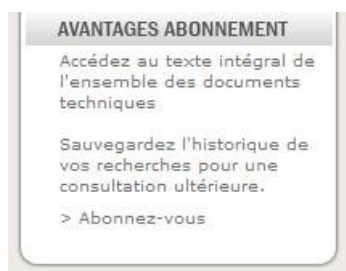 AVANTAGES ABONNEMENT
Accédez au texte intégral de
l'ensemble des documents
techniques
Sauvegardez l'historique de
vos recherches pour une
consultation ultérieure.
> Abonnez-vous